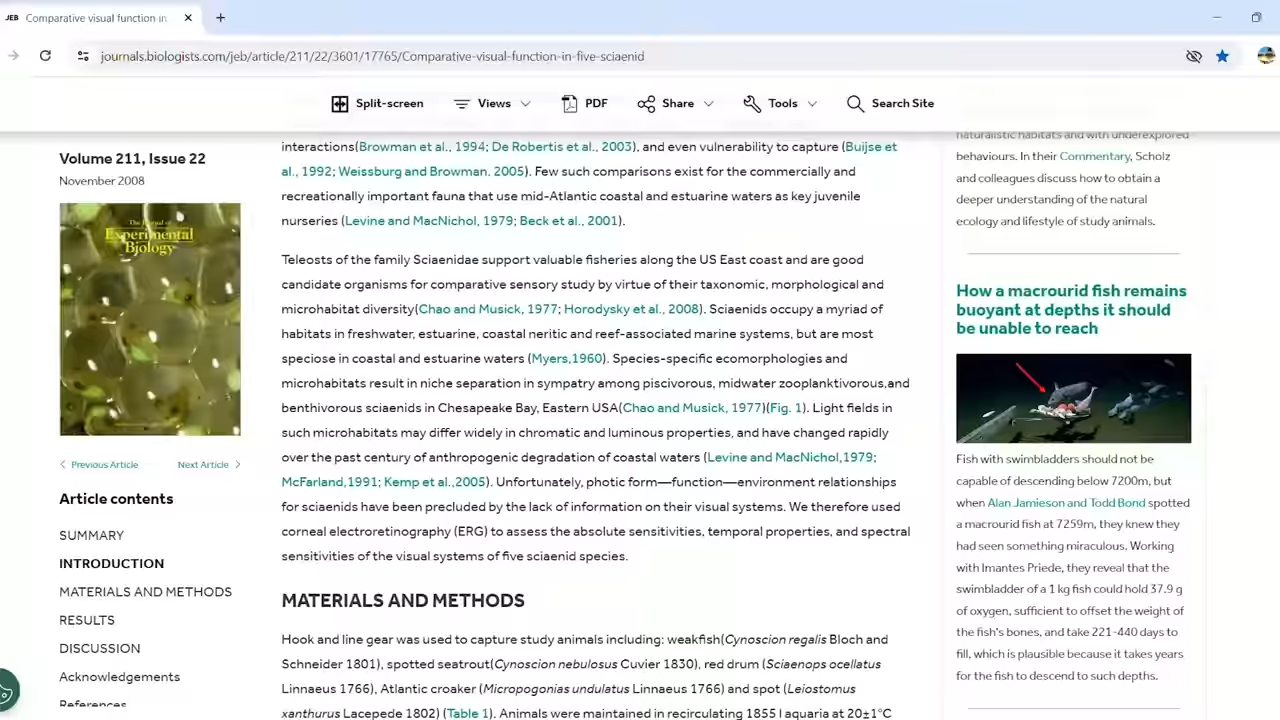 JEB Comparative visual function in
journals.biologists.com/jeb/article/211/22/3601/17765/Comparative-visual-function-in-five-sciaenid
Split-screen Views PDF Share Tools Search Site
Volume 211, Issue 22
November 2008
The Journal of
Experimental
Biology
Previous Article Next Article
Article contents
SUMMARY
INTRODUCTION
MATERIALS AND METHODS
RESULTS
DISCUSSION
Acknowledgements
References
interactions(Browman et al., 1994; De Robertis et al., 2003), and even vulnerability to capture (Buijse et
al., 1992; Weissburg and Browman. 2005). Few such comparisons exist for the commercially and
recreationally important fauna that use mid-Atlantic coastal and estuarine waters as key juvenile
nurseries (Levine and MacNichol, 1979; Beck et al., 2001).
Teleosts of the family Sciaenidae support valuable fisheries along the US East coast and are good
candidate organisms for comparative sensory study by virtue of their taxonomic, morphological and
microhabitat diversity(Chao and Musick, 1977; Horodysky et al., 2008). Sciaenids occupy a myriad of
habitats in freshwater, estuarine, coastal neritic and reef-associated marine systems, but are most
speciose in coastal and estuarine waters (Myers,1960). Species-specific ecomorphologies and
microhabitats result in niche separation in sympatry among piscivorous, midwater zooplanktivorous,and
benthivorous sciaenids in Chesapeake Bay, Eastern USA(Chao and Musick, 1977)(Fig. 1). Light fields in
such microhabitats may differ widely in chromatic and luminous properties, and have changed rapidly
over the past century of anthropogenic degradation of coastal waters (Levine and MacNichol,1979;
McFarland,1991; Kemp et al.,2005). Unfortunately, photic form—function—environment relationships
for sciaenids have been precluded by the lack of information on their visual systems. We therefore used
corneal electroretinography (ERG) to assess the absolute sensitivities, temporal properties, and spectral
sensitivities of the visual systems of five sciaenid species.
MATERIALS AND METHODS
Hook and line gear was used to capture study animals including: weakfish(Cynoscion regalis Bloch and
Schneider 1801), spotted seatrout(Cynoscion nebulosus Cuvier 1830), red drum (Sciaenops ocellatus
Linnaeus 1766), Atlantic croaker (Micropogonias undulatus Linnaeus 1766) and spot (Leiostomus
xanthurus Lacepede 1802) (Table 1). Animals were maintained in recirculating 1855 l aquaria at 20±1°C
naturalistic habitats and with underexplored
behaviours. In their Commentary, Scholz
and colleagues discuss how to obtain a
deeper understanding of the natural
ecology and lifestyle of study animals.
How a macrourid fish remains
buoyant at depths it should
be unable to reach
Fish with swimbladders should not be
capable of descending below 7200m, but
when Alan Jamieson and Todd Bond spotted
a macrourid fish at 7259m, they knew they
had seen something miraculous. Working
with Imantes Priede, they reveal that the
swimbladder of a 1 kg fish could hold 37.9 g
of oxygen, sufficient to offset the weight of
the fish's bones, and take 221-440 days to
fill, which is plausible because it takes years
for the fish to descend to such depths.